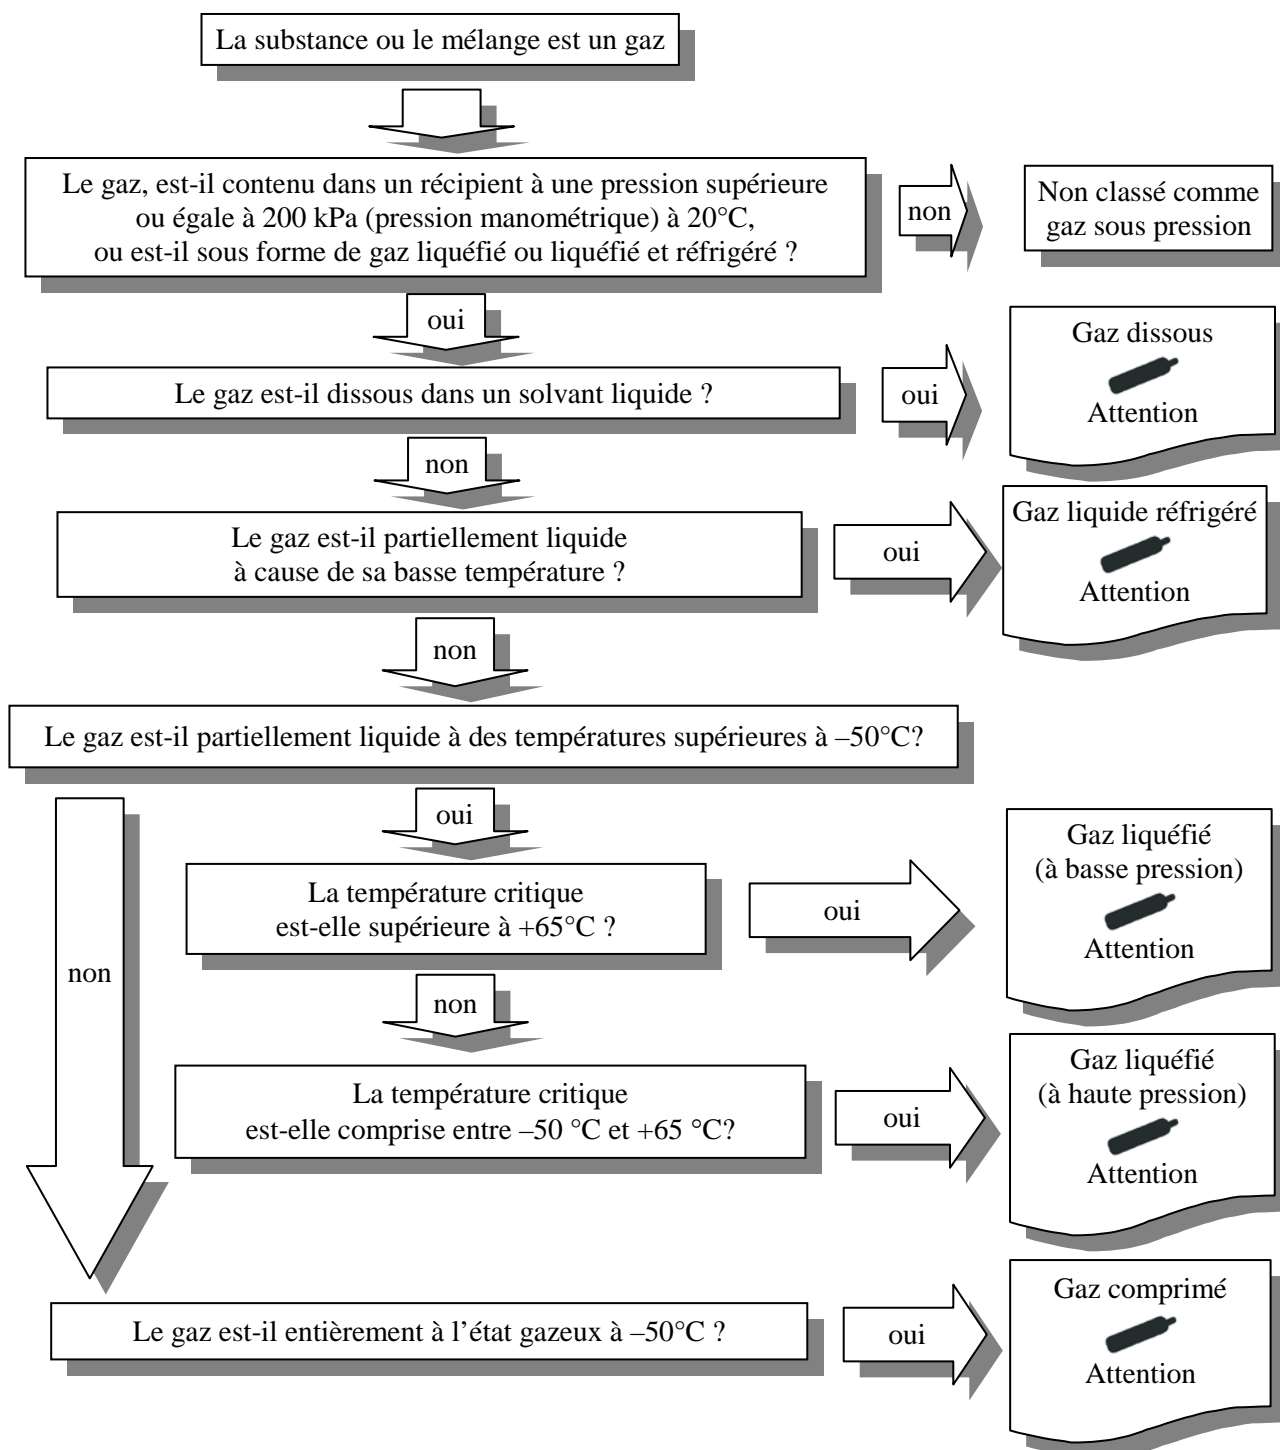 La substance ou le mélange est un gaz
Le gaz, est-il contenu dans un récipient à une pression supérieure
ou égale à 200 kPa (pression manométrique) à 20°C,
ou est-il sous forme de gaz liquéfié ou liquéfié et réfrigéré ?
non
Non classé comme
gaz sous pression
oui
Le gaz est-il dissous dans un solvant liquide ?
oui
Gaz dissous
Attention
non
Le gaz est-il partiellement liquide
à cause de sa basse température ?
oui
Gaz liquide réfrigéré
Attention
non
Le gaz est-il partiellement liquide à des températures supérieures à –50°C?
oui
La température critique
est-elle supérieure à +65°C ?
oui
Gaz liquéfié
(à basse pression)
Attention
non
non
La température critique
est-elle comprise entre –50 °C et +65 °C?
oui
Gaz liquéfié
(à haute pression)
Attention
Le gaz est-il entièrement à l’état gazeux à –50°C ?
oui
Gaz comprimé
Attention